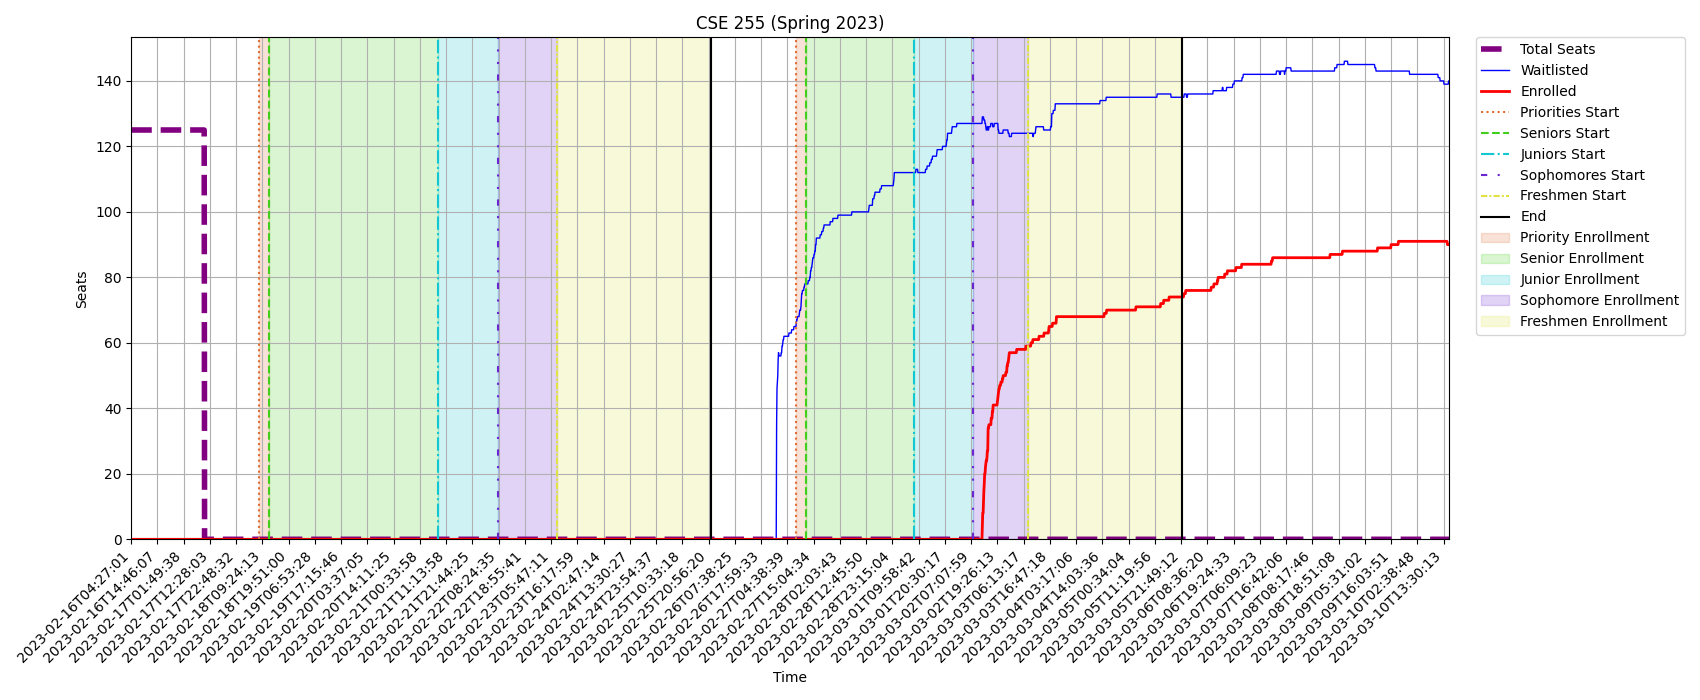 CSE 255 (Spring 2023)
Seats
140
120
100
80
60
40
20
0
2023-02-16T04:27:01
2023-02-16T14:46:07
2023-02-17T01:49:38
2023-02-17T12:28:03
2023-02-17T22:48:32
2023-02-18T09:24:13
2023-02-18T19:51:00
2023-02-19T06:53:28
2023-02-19T17:15:46
2023-02-20T03:37:05
2023-02-20T14:11:25
2023-02-21T00:33:58
2023-02-21T11:13:58
2023-02-21T21:44:25
2023-02-22T08:24:35
2023-02-22T18:55:41
2023-02-23T05:47:11
2023-02-23T16:17:59
2023-02-24T02:47:14
2023-02-24T13:30:27
2023-02-24T23:54:37
2023-02-25T10:33:18
2023-02-25T20:56:20
2023-02-26T07:38:25
2023-02-26T17:59:33
2023-02-27T04:38:39
2023-02-27T15:04:34
2023-02-28T02:03:43
2023-02-28T12:45:50
2023-02-28T23:15:04
2023-03-01T09:58:42
2023-03-01T20:30:17
2023-03-02T07:07:59
2023-03-02T19:26:13
2023-03-03T06:13:17
2023-03-03T16:47:18
2023-03-04T03:17:06
2023-03-04T14:03:36
2023-03-05T00:34:04
2023-03-05T11:19:56
2023-03-05T21:49:12
2023-03-06T08:36:20
2023-03-06T19:24:33
2023-03-07T06:09:23
2023-03-07T16:42:06
2023-03-08T08:17:46
2023-03-08T18:51:08
2023-03-09T05:31:02
2023-03-09T16:03:51
2023-03-10T02:38:48
2023-03-10T13:30:13
Time
Total Seats
Waitlisted
Enrolled
Priorities Start
Seniors Start
Juniors Start
Sophomores Start
Freshmen Start
End
Priority Enrollment
Senior Enrollment
Junior Enrollment
Sophomore Enrollment
Freshmen Enrollment